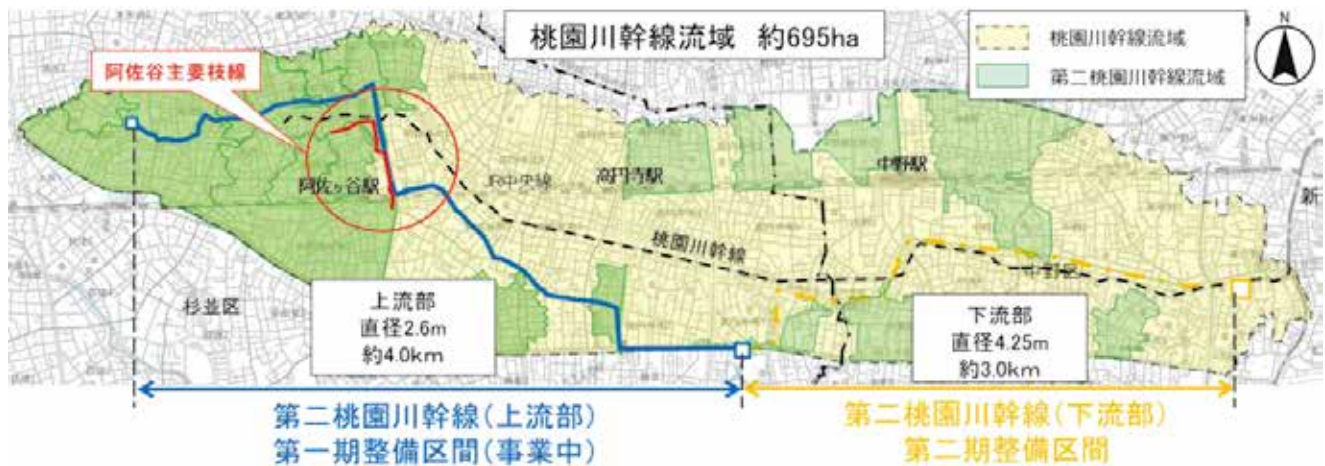 桃園川幹線流域 約695ha
桃園川幹線流域
第二桃園川幹線流域
N
阿佐谷主要枝線
阿佐ヶ谷駅
JR中央線
高円寺駅
中野駅
新
桃園川幹線
中野区
杉並区
上流部
直径2.6m
約4.0km
下流部
直径4.25m
約3.0km
第二桃園川幹線(上流部)
第一期整備区間(事業中)
第二桃園川幹線(下流部)
第二期整備区間